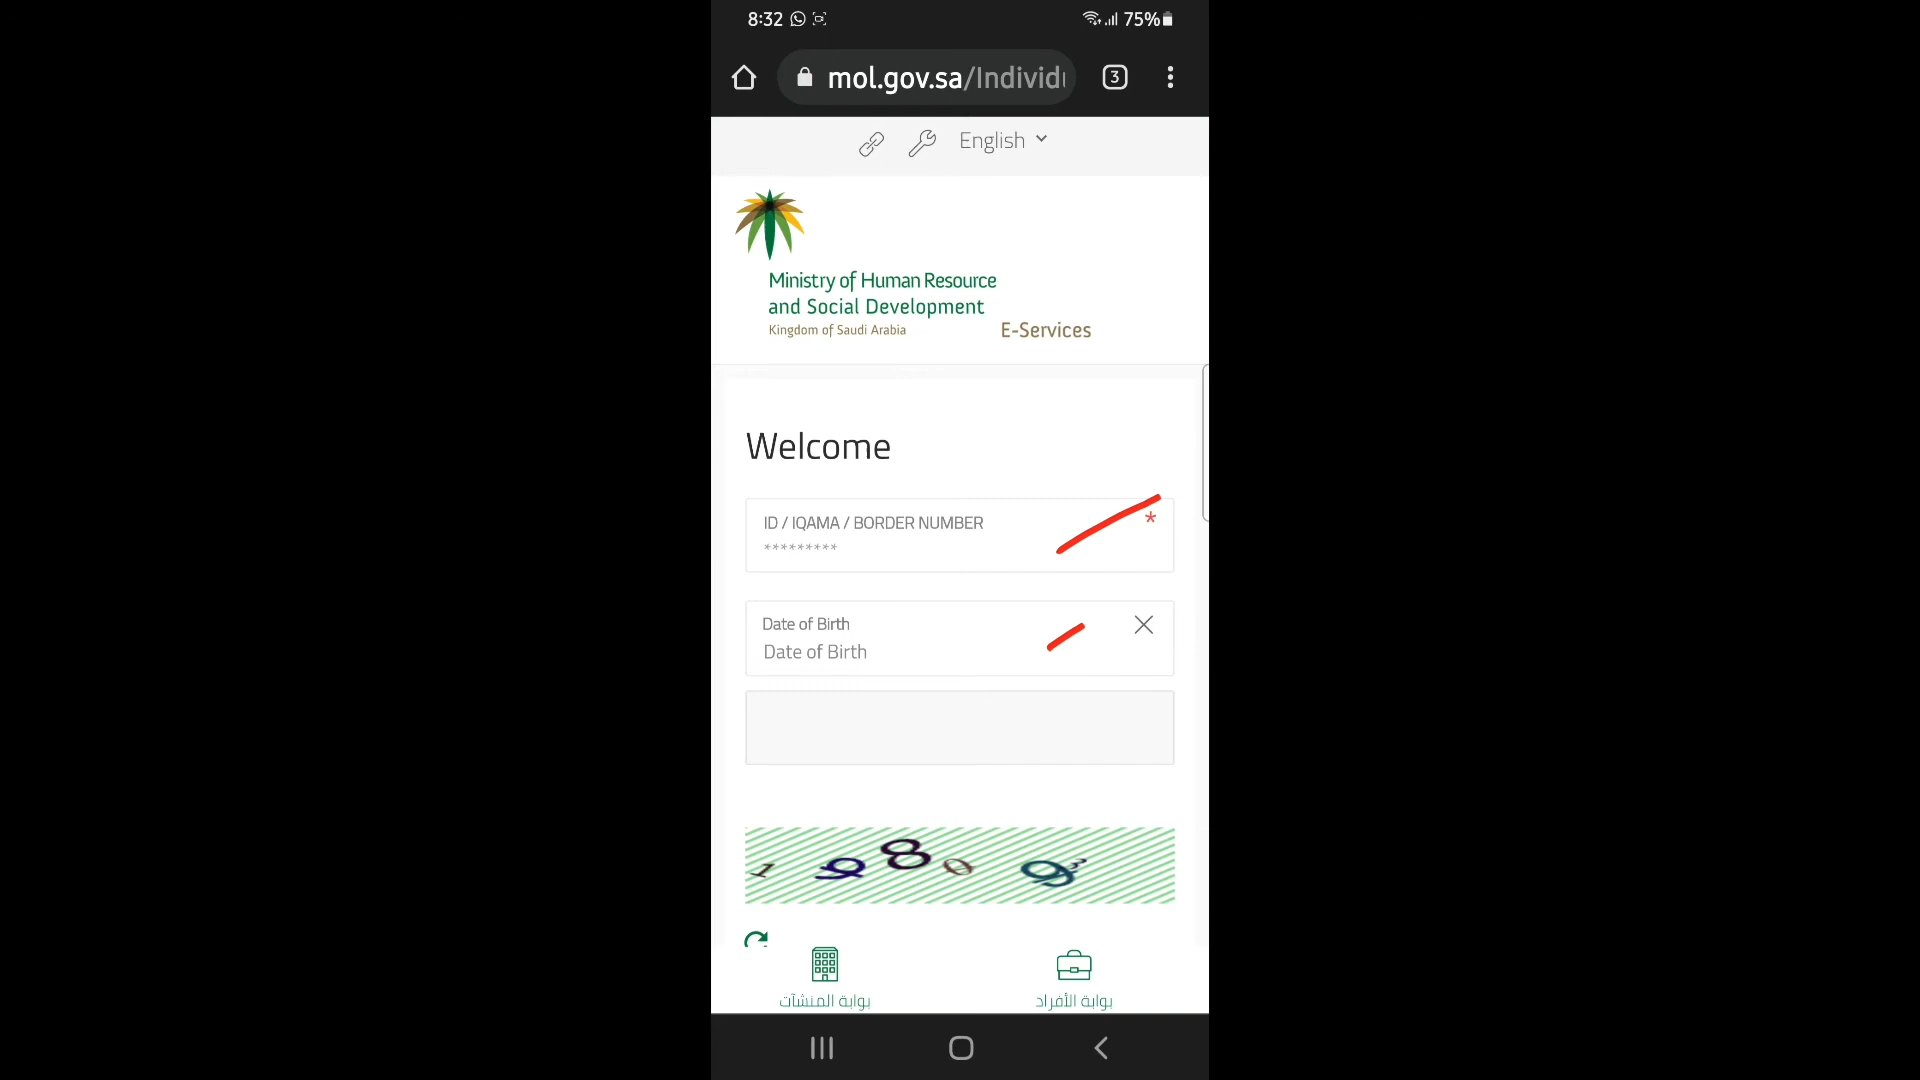 8:32
75%
mol.gov.sa/Individ
3
English
Ministry of Human Resource
and Social Development
Kingdom of Saudi Arabia
E-Services
Welcome
ID / IQAMA / BORDER NUMBER
*
*********
Date of Birth
Date of Birth
بوابة المنشآت
بوابة الأفراد